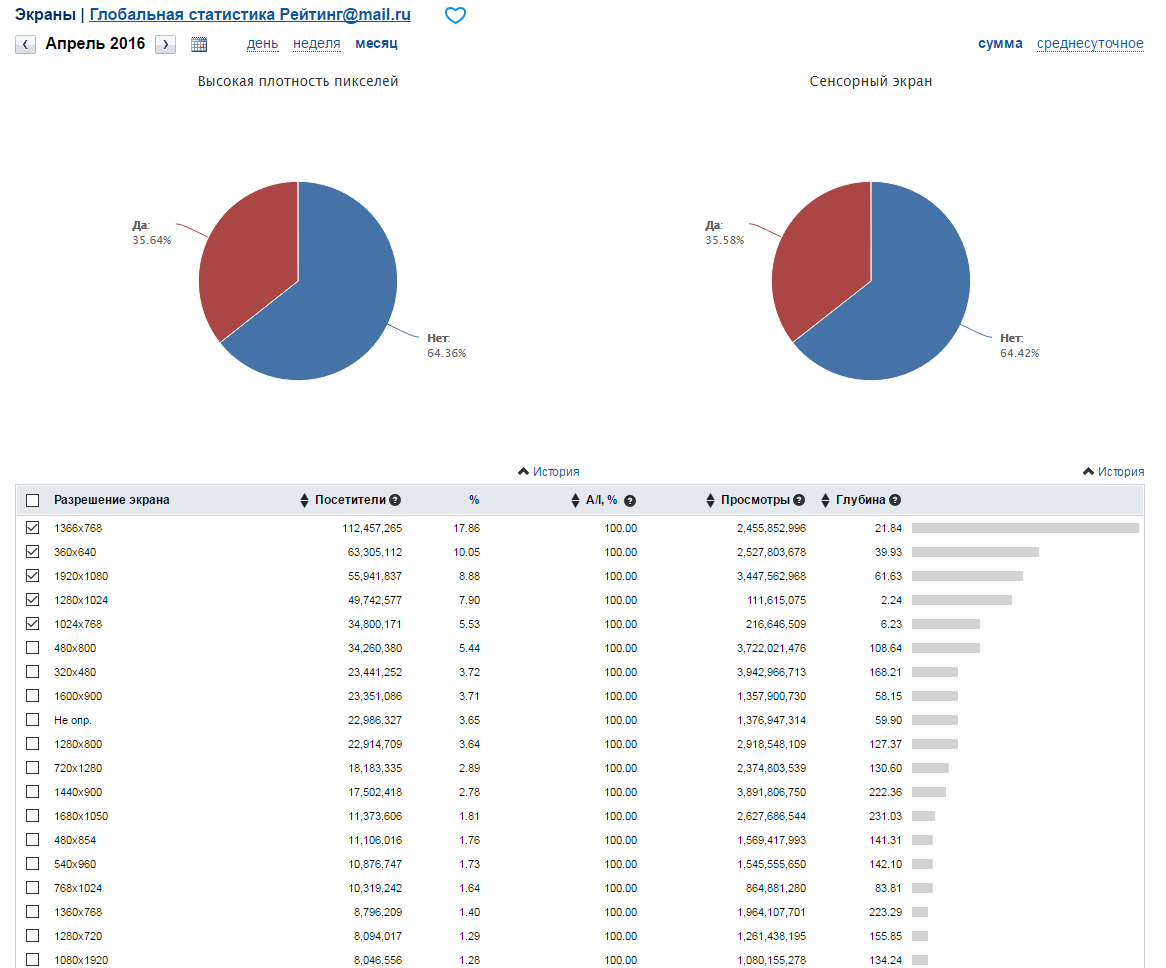 Экраны | Глобальная статистика Рейтинг@mail.ru
Апрель 2016 день неделя месяц сумма среднесуточное
Высокая плотность пикселей Сенсорный экран
Да: Да:
35.64% 35.58%
Нет: Нет:
64.36% 64.42%
История История
Разрешение экрана Посетители ? % A/I, % ? Просмотры ? Глубина ?
1366x768 112,457,265 17.86 100.00 2,455,852,996 21.84
360x640 63,305,112 10.05 100.00 2,527,803,678 39.93
1920x1080 55,941,837 8.88 100.00 3,447,562,968 61.63
1280x1024 49,742,577 7.90 100.00 111,615,075 2.24
1024x768 34,800,171 5.53 100.00 216,646,509 6.23
480x800 34,260,380 5.44 100.00 3,722,021,476 108.64
320x480 23,441,252 3.72 100.00 3,942,966,713 168.21
1600x900 23,351,086 3.71 100.00 1,357,900,730 58.15
Не опр. 22,986,327 3.65 100.00 1,376,947,314 59.90
1280x800 22,914,709 3.64 100.00 2,918,548,109 127.37
720x1280 18,183,335 2.89 100.00 2,374,803,539 130.60
1440x900 17,502,418 2.78 100.00 3,891,806,750 222.36
1680x1050 11,373,606 1.81 100.00 2,627,686,544 231.03
480x854 11,106,016 1.76 100.00 1,569,417,993 141.31
540x960 10,876,747 1.73 100.00 1,545,555,650 142.10
768x1024 10,319,242 1.64 100.00 864,881,280 83.81
1360x768 8,796,209 1.40 100.00 1,964,107,701 223.29
1280x720 8,094,017 1.29 100.00 1,261,438,195 155.85
1080x1920 8,046,556 1.28 100.00 1,080,155,278 134.24